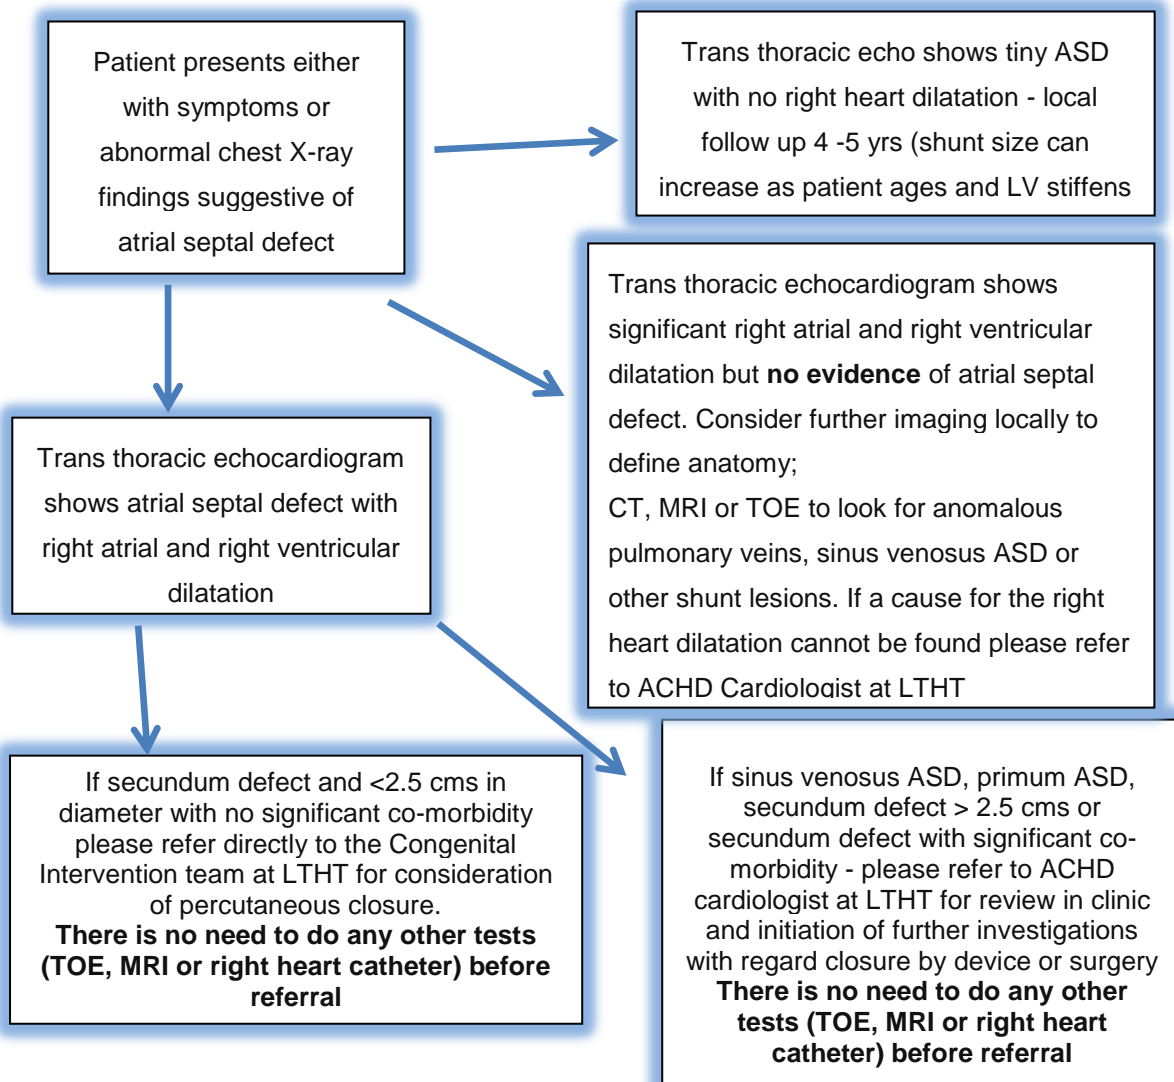 Patient presents either
with symptoms or
abnormal chest X-ray
findings suggestive of
atrial septal defect
Trans thoracic echo shows tiny ASD
with no right heart dilatation - local
follow up 4 -5 yrs (shunt size can
increase as patient ages and LV stiffens
Trans thoracic echocardiogram shows
significant right atrial and right ventricular
dilatation but no evidence of atrial septal
defect. Consider further imaging locally to
define anatomy;
CT, MRI or TOE to look for anomalous
pulmonary veins, sinus venosus ASD or
other shunt lesions. If a cause for the right
heart dilatation cannot be found please refer
to ACHD Cardiologist at LTHT
Trans thoracic echocardiogram
shows atrial septal defect with
right atrial and right ventricular
dilatation
If secundum defect and <2.5 cms in
diameter with no significant co-morbidity
please refer directly to the Congenital
Intervention team at LTHT for consideration
of percutaneous closure.
There is no need to do any other tests
(TOE, MRI or right heart catheter) before
referral
If sinus venosus ASD, primum ASD,
secundum defect > 2.5 cms or
secundum defect with significant co-
morbidity - please refer to ACHD
cardiologist at LTHT for review in clinic
and initiation of further investigations
with regard closure by device or surgery
There is no need to do any other
tests (TOE, MRI or right heart
catheter) before referral